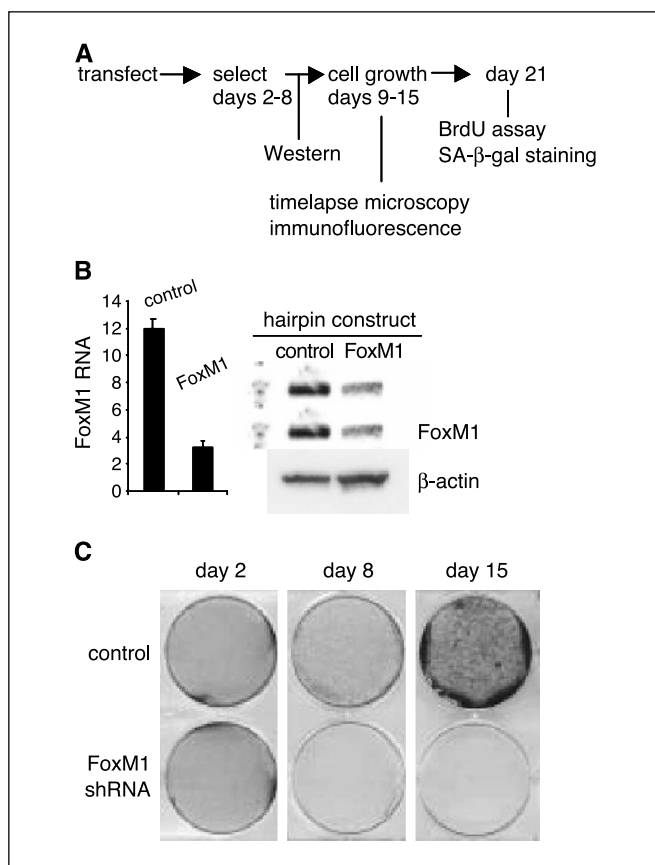 A
transfect select cell growth day 21
days 2-8 days 9-15
Western
BrdU assay
SA-β-gal staining
timelapse microscopy
immunofluorescence
B
FoxM1 RNA
14
12
10
8
6
4
2
0
control
FoxM1
hairpin construct
control FoxM1
FoxM1
β-actin
C
day 2 day 8 day 15
control
FoxM1
shRNA